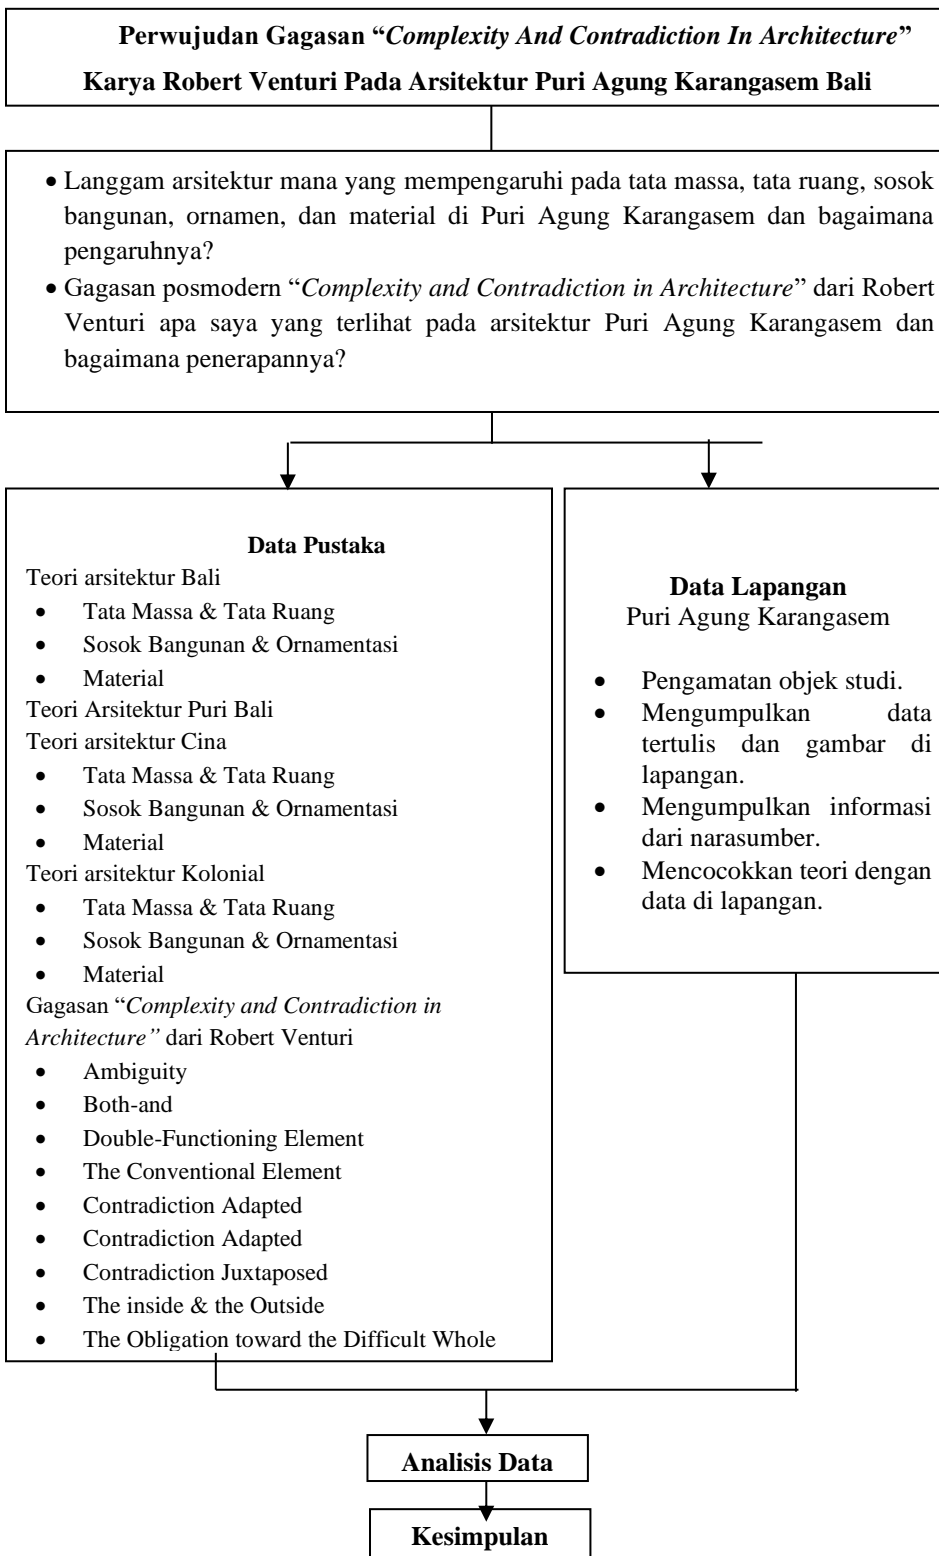 Perwujudan Gagasan “Complexity And Contradiction In Architecture”
Karya Robert Venturi Pada Arsitektur Puri Agung Karangasem Bali
• Langgam arsitektur mana yang mempengaruhi pada tata massa, tata ruang, sosok
bangunan, ornamen, dan material di Puri Agung Karangasem dan bagaimana
pengaruhnya?
• Gagasan posmodern “Complexity and Contradiction in Architecture” dari Robert
Venturi apa saya yang terlihat pada arsitektur Puri Agung Karangasem dan
bagaimana penerapannya?
Data Pustaka
Teori arsitektur Bali
• Tata Massa & Tata Ruang
• Sosok Bangunan & Ornamentasi
• Material
Teori Arsitektur Puri Bali
Teori arsitektur Cina
• Tata Massa & Tata Ruang
• Sosok Bangunan & Ornamentasi
• Material
Teori arsitektur Kolonial
• Tata Massa & Tata Ruang
• Sosok Bangunan & Ornamentasi
• Material
Gagasan “Complexity and Contradiction in
Architecture” dari Robert Venturi
• Ambiguity
• Both-and
• Double-Functioning Element
• The Conventional Element
• Contradiction Adapted
• Contradiction Adapted
• Contradiction Juxtaposed
• The inside & the Outside
• The Obligation toward the Difficult Whole
Data Lapangan
Puri Agung Karangasem
• Pengamatan objek studi.
• Mengumpulkan data
tertulis dan gambar di
lapangan.
• Mengumpulkan informasi
dari narasumber.
• Mencocokkan teori dengan
data di lapangan.
Analisis Data
Kesimpulan